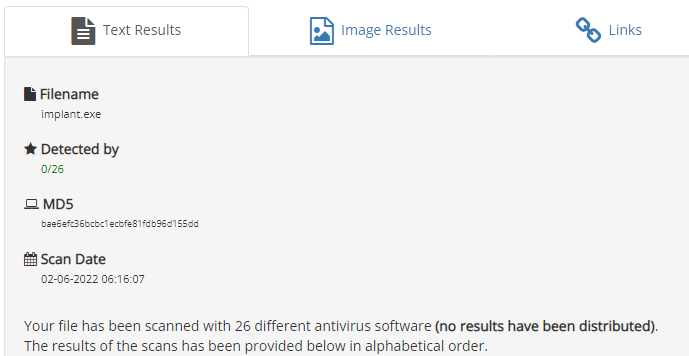 Text Results
Image Results
Links
Filename
implant.exe
Detected by
0/26
MD5
bae6efc36bcbc1ecbfe81fdb96d155dd
Scan Date
02-06-2022 06:16:07
Your file has been scanned with 26 different antivirus software (no results have been distributed).
The results of the scans has been provided below in alphabetical order.